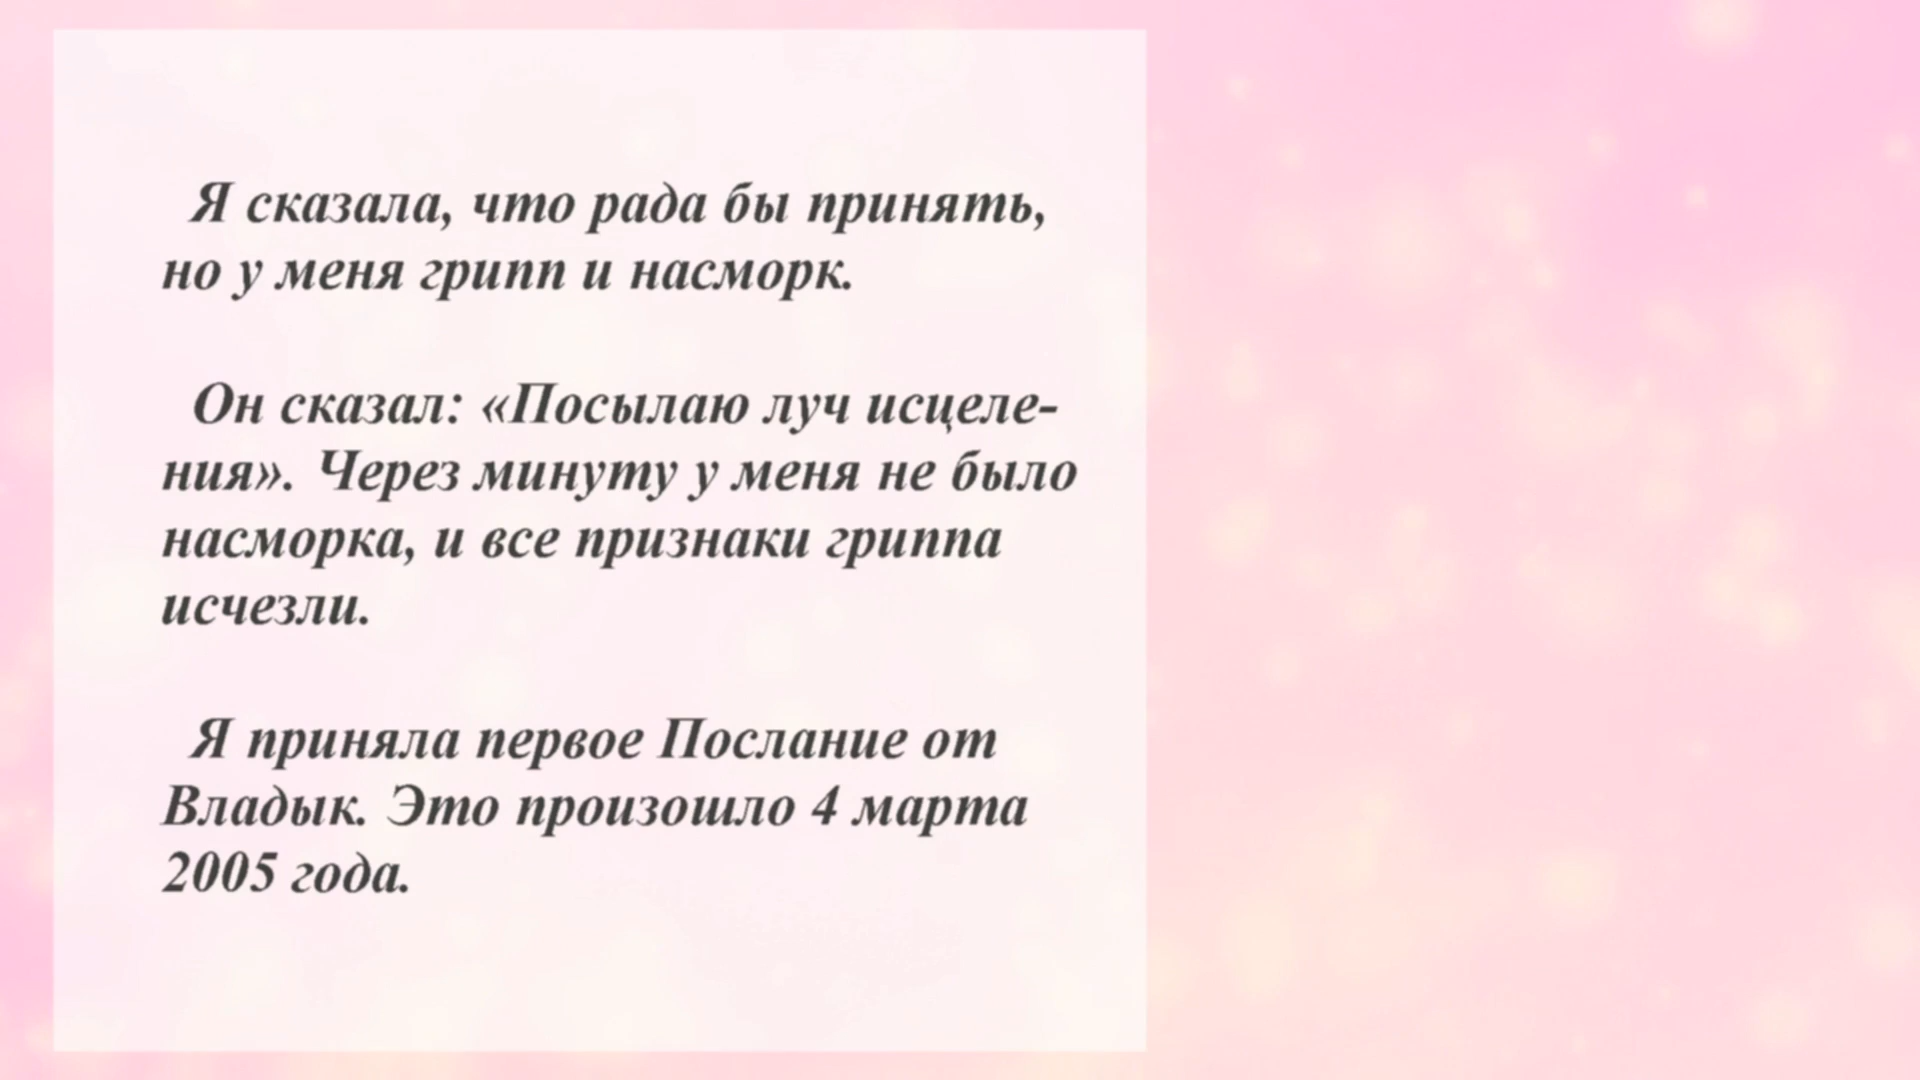 Я сказала, что рада бы принять,
но у меня грипп и насморк.
Он сказал: «Посылаю луч исцеле-
ния». Через минуту у меня не было
насморка, и все признаки гриппа
исчезли.
Я приняла первое Послание от
Владык. Это произошло 4 марта
2005 года.